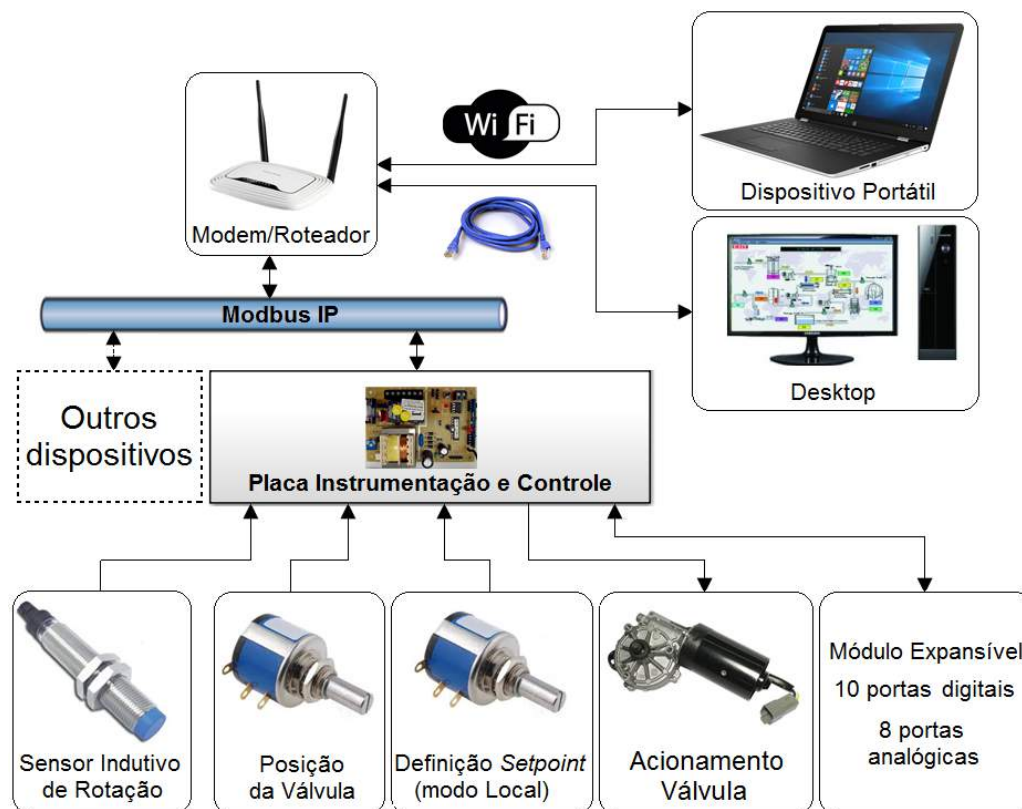 Wi Fi
Dispositivo Portátil
Modem/Roteador
Modbus IP
Desktop
Outros
dispositivos
Placa Instrumentação e Controle
Sensor Indutivo
de Rotação
Posição
da Válvula
Definição Setpoint
(modo Local)
Acionamento
Válvula
Módulo Expansível
10 portas digitais
8 portas
analógicas